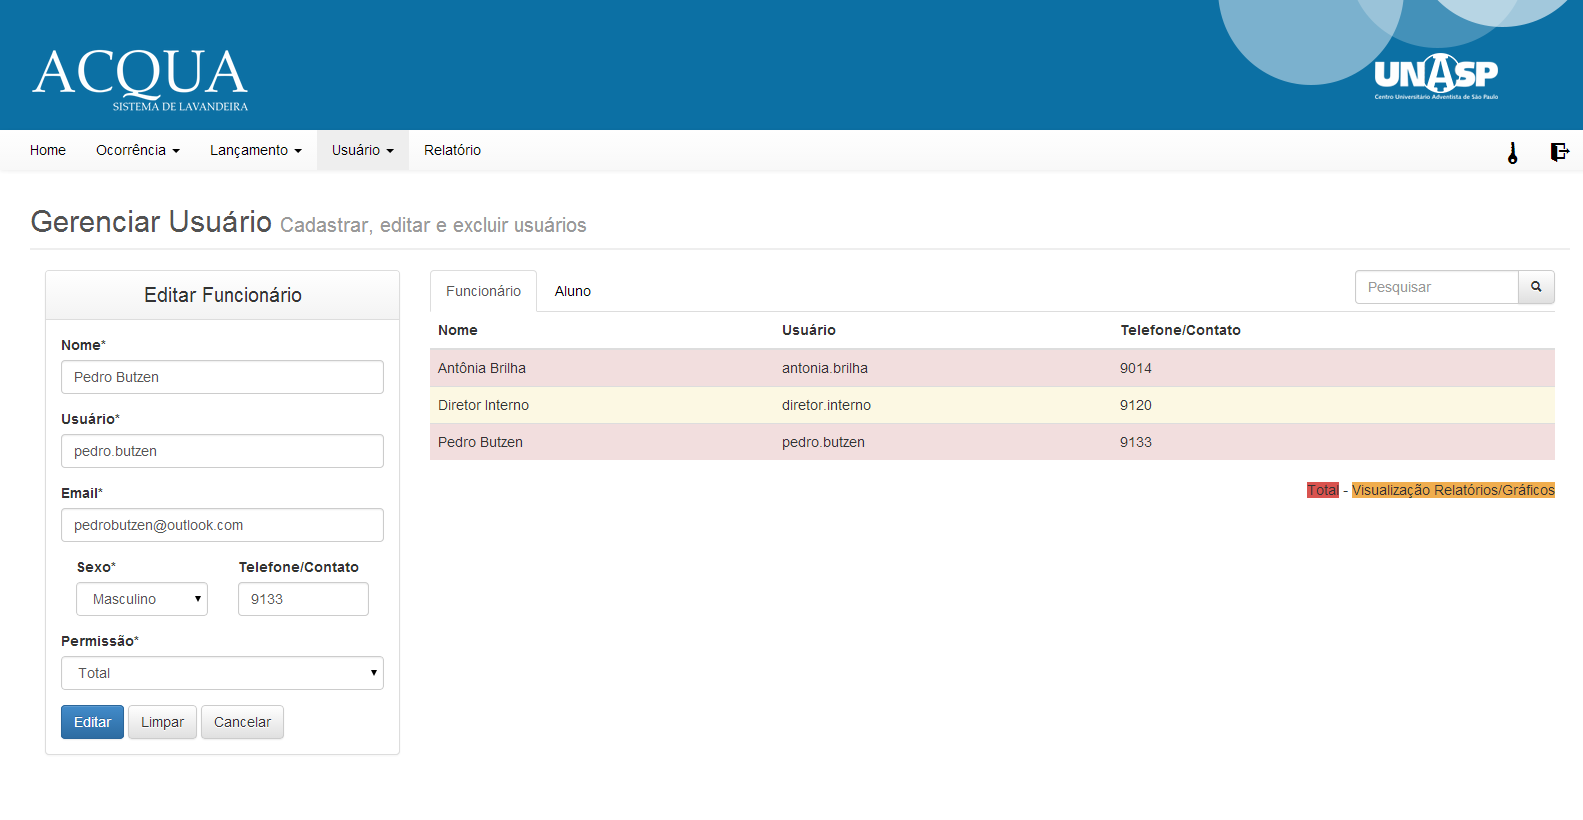 ACQUA
SISTEMA DE LAVANDEIRA
UNASP
Centro Universitário Adventista de São Paulo
Home Ocorrência Lançamento Usuário Relatório
Gerenciar Usuário Cadastrar, editar e excluir usuários
Editar Funcionário
Nome*
Pedro Butzen
Usuário*
pedro.butzen
Email*
pedrobutzen@outlook.com
Sexo* Telefone/Contato
Masculino 9133
Permissão*
Total
Editar Limpar Cancelar
Funcionário Aluno Pesquisar
Nome Usuário Telefone/Contato
Antônia Brilha antonia.brilha 9014
Diretor Interno diretor.interno 9120
Pedro Butzen pedro.butzen 9133
Total - Visualização Relatórios/Gráficos